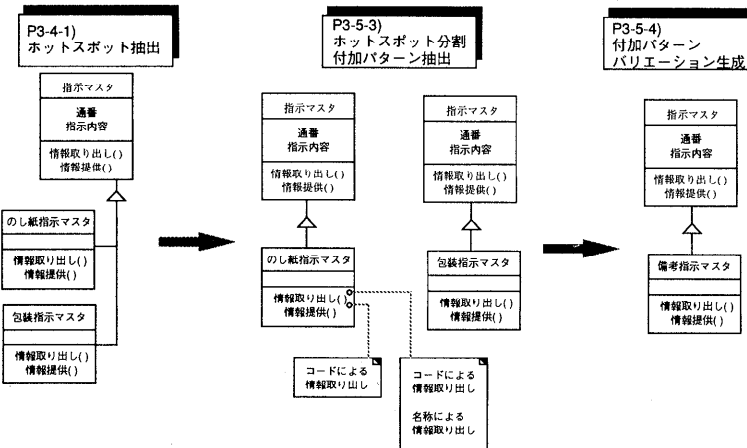 P3-4-1)
ホットスポット抽出
指示マスタ
通番
指示内容
情報取り出し()
情報提供()
のし紙指示マスタ
情報取り出し()
情報提供()
包装指示マスタ
情報取り出し()
情報提供()
P3-5-3)
ホットスポット分割
付加パターン抽出
指示マスタ
通番
指示内容
情報取り出し()
情報提供()
のし紙指示マスタ
情報取り出し()
情報提供()
コードによる
情報取り出し
指示マスタ
通番
指示内容
情報取り出し()
情報提供()
包装指示マスタ
情報取り出し()
情報提供()
コードによる
情報取り出し
名称による
情報取り出し
P3-5-4)
付加パターン
バリエーション生成
指示マスタ
通番
指示内容
情報取り出し()
情報提供()
備考指示マスタ
情報取り出し()
情報提供()